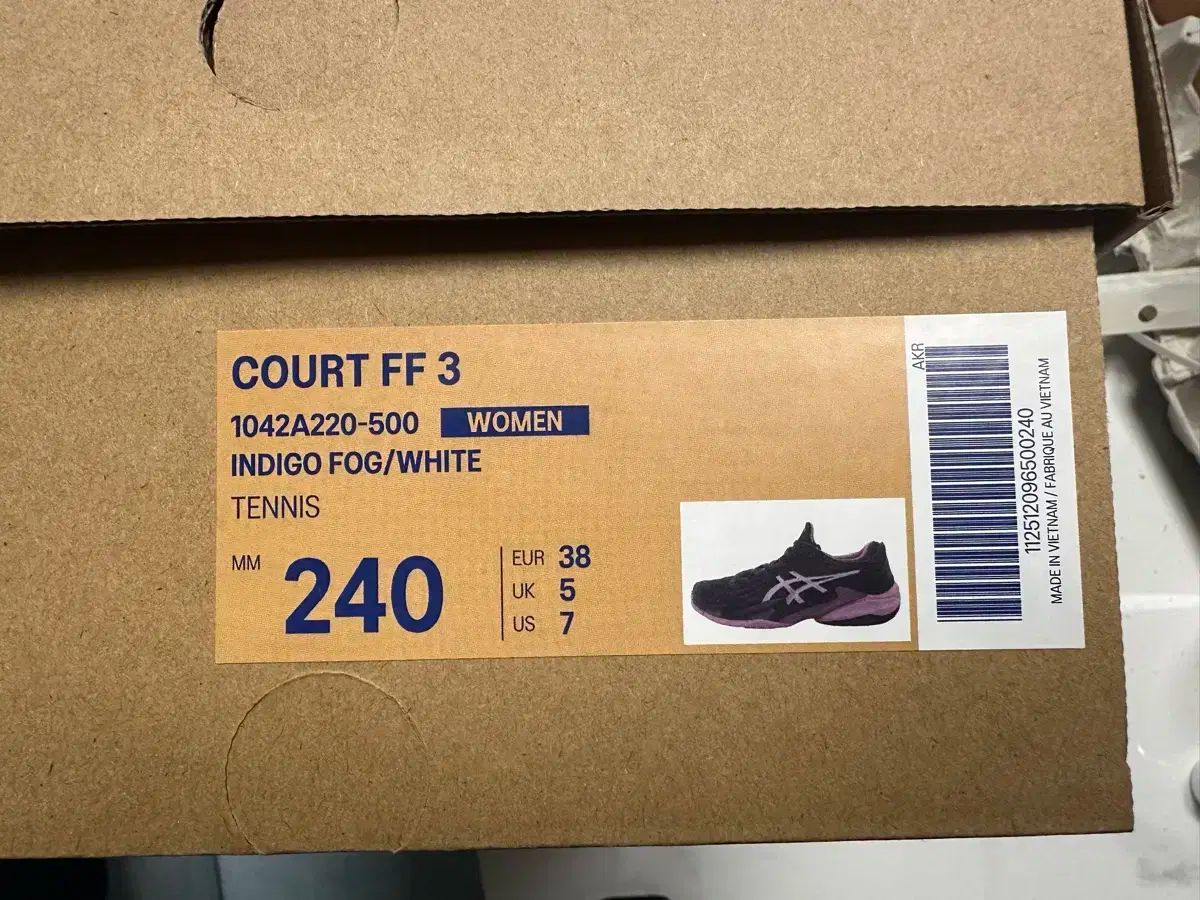 COURT FF 3
1042A220-500 WOMEN
INDIGO FOG/WHITE
TENNIS
MM 240
EUR 38
UK 5
US 7
AKR
112512096500240
MADE IN VIETNAM / FABRIQUE AU VIETNAM